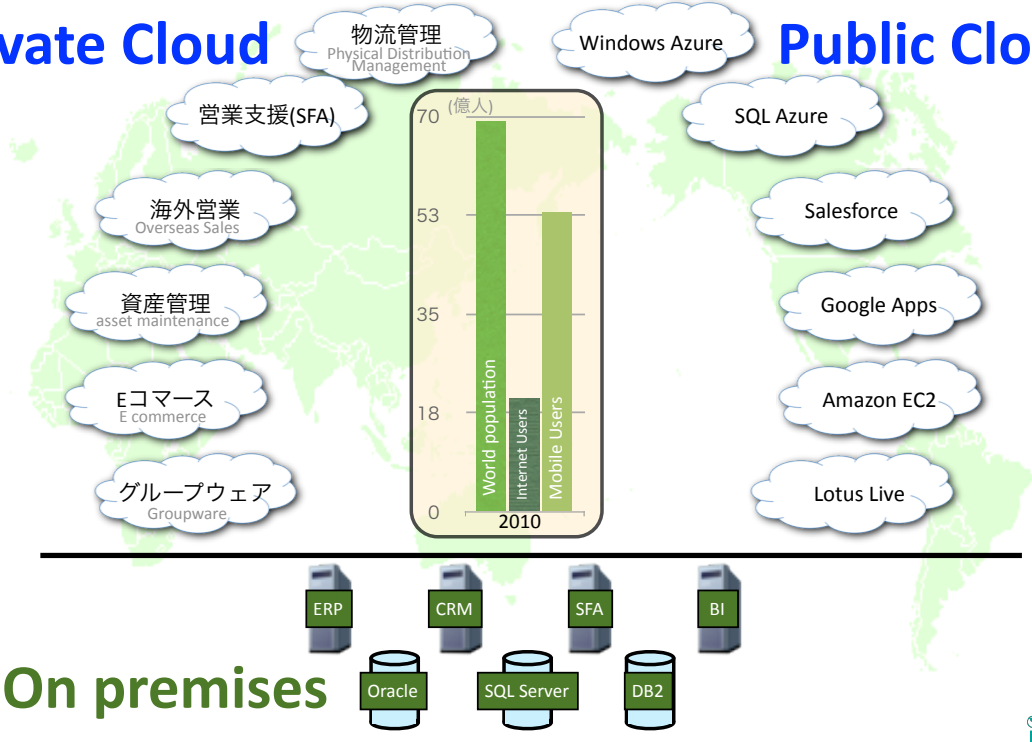 vate Cloud
Public Clo
物流管理
Physical Distribution
Management
Windows Azure
営業支援(SFA)
SQL Azure
海外営業
Overseas Sales
Salesforce
資産管理
asset maintenance
Google Apps
Eコマース
E commerce
Amazon EC2
グループウェア
Groupware
Lotus Live
(億人)
70
53
35
18
0
World population
Internet Users
Mobile Users
2010
ERP
CRM
SFA
BI
On premises
Oracle
SQL Server
DB2